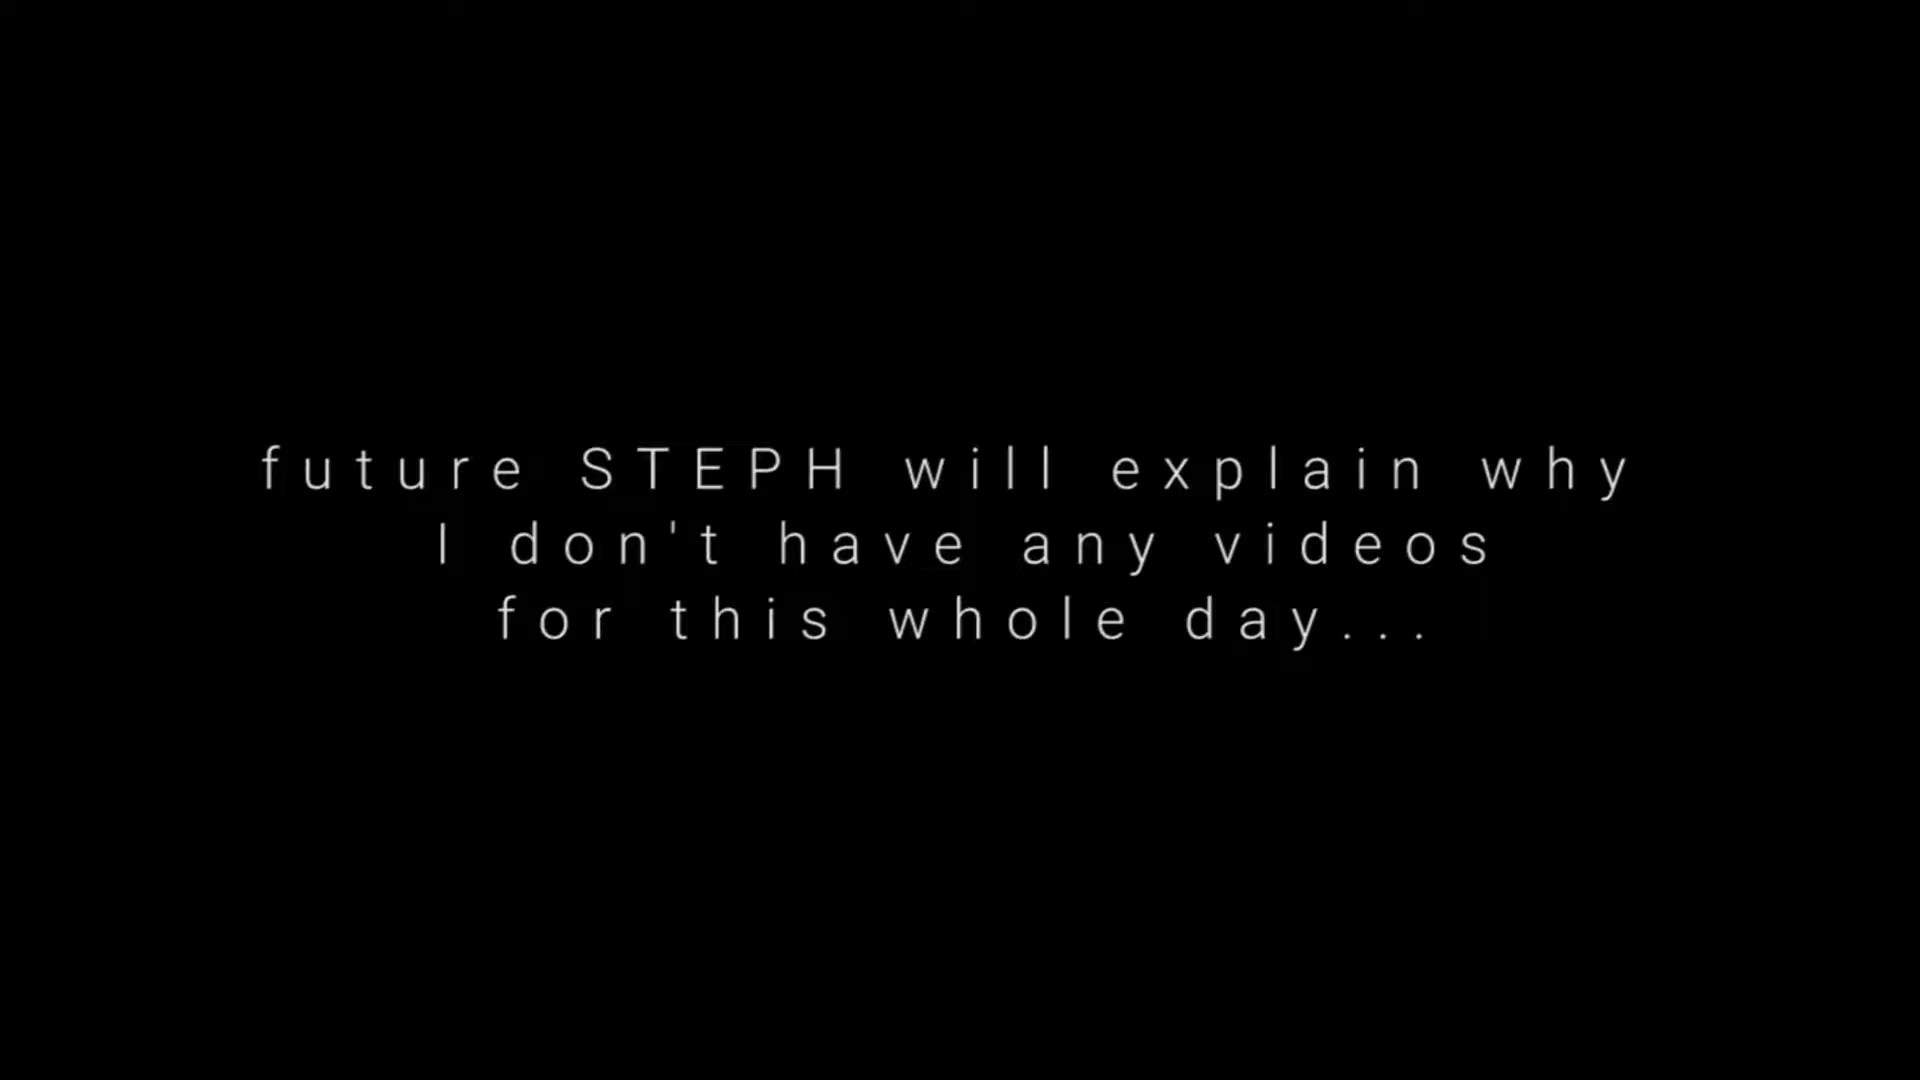 future STEPH will explain why
I don't have any videos
for this whole day...